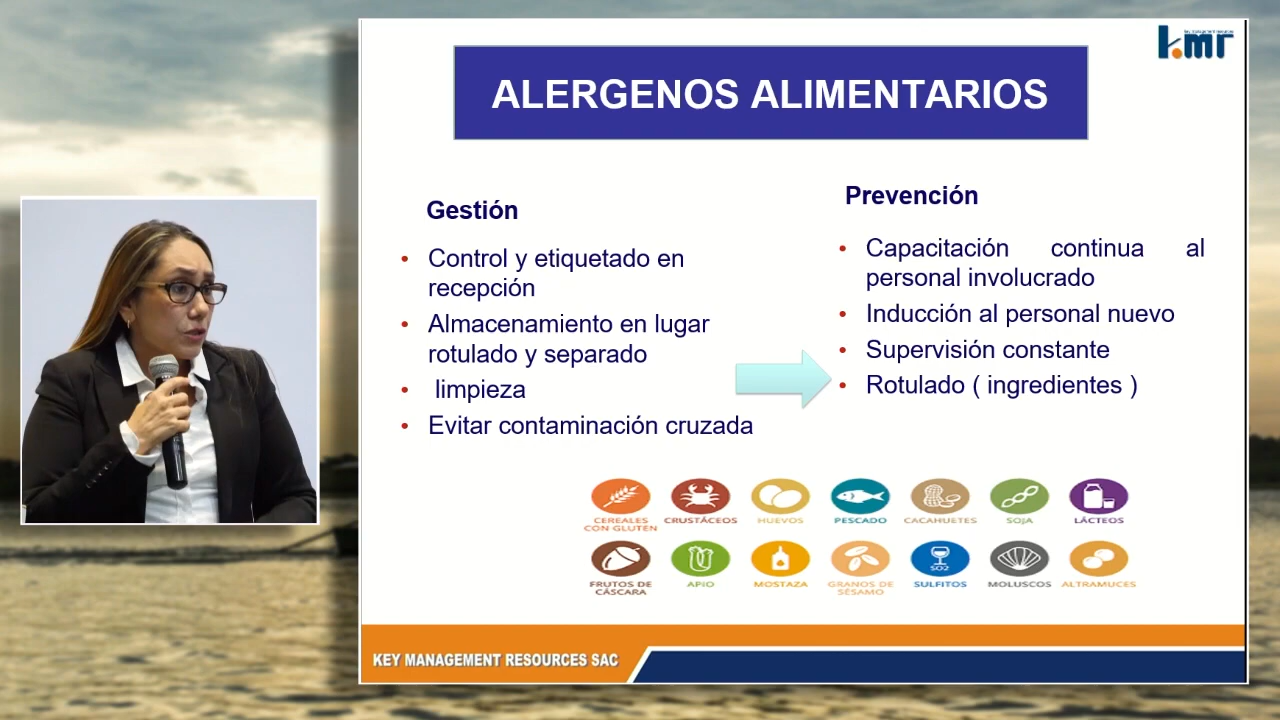 kmr
ALERGENOS ALIMENTARIOS
Gestión
• Control y etiquetado en
recepción
• Almacenamiento en lugar
rotulado y separado
• limpieza
• Evitar contaminación cruzada
Prevención
• Capacitación continua al
personal involucrado
• Inducción al personal nuevo
• Supervisión constante
• Rotulado ( ingredientes )
CEREALES
CON GLUTEN
CRUSTÁCEOS
HUEVOS
PESCADO
CACAHUETES
SOJA
LÁCTEOS
FRUTOS DE
CÁSCARA
APIO
MOSTAZA
GRANOS DE
SÉSAMO
SO2
SULFITOS
MOLUSCOS
ALTRAMUCES
KEY MANAGEMENT RESOURCES SAC